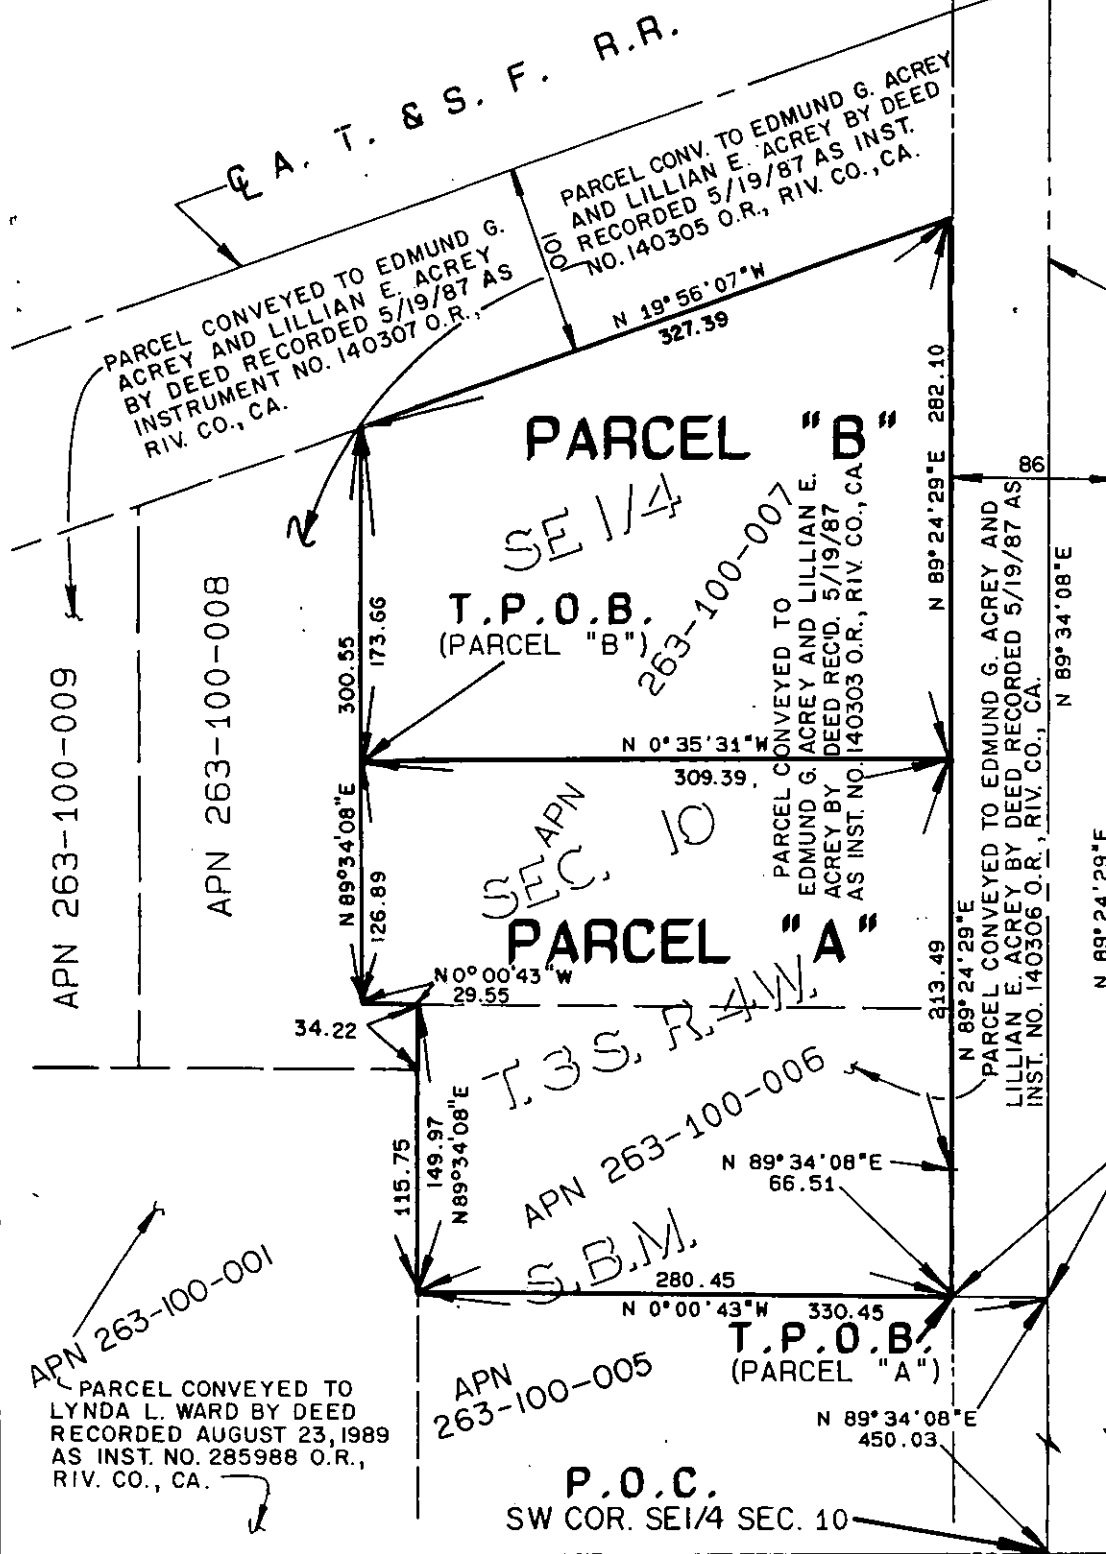 ℄ A. T. & S. F. R.R.
PARCEL CONV. TO EDMUND G. ACREY
AND LILLIAN E. ACREY BY DEED
RECORDED 5/19/87 AS INST.
NO. 140305 O.R., RIV. CO., CA.
100
PARCEL CONVEYED TO EDMUND G.
ACREY AND LILLIAN E. ACREY
BY DEED RECORDED 5/19/87 AS
INSTRUMENT NO. 140307 O.R.,
RIV. CO., CA.
N 19°56'07"W
327.39
PARCEL "B"
SE 1/4
T.P.O.B.
(PARCEL "B")
263-100-007
PARCEL CONVEYED TO
EDMUND G. ACREY AND LILLIAN E.
ACREY BY DEED REC'D. 5/19/87
AS INST. NO. 140303 O.R., RIV. CO., CA
N 89°24'29"E 282.10
86
N 89°34'08"E
PARCEL CONVEYED TO EDMUND G. ACREY AND
LILLIAN E. ACREY BY DEED RECORDED 5/19/87 AS
INST. NO. 140306 O.R., RIV. CO., CA.
N 89°24'29"E
APN 263-100-009
APN 263-100-008
300.55
173.66
N 0°35'31"W
309.39
N 89°34'08"E
126.89
APN
SEC. 10
PARCEL "A"
N 0°00'43"W
29.55
34.22
213.49
N 89°24'29"E
T.3S. R.4W.
115.75
149.97
N89°34'08"E
APN 263-100-006
N 89°34'08"E
66.51
S.B.M.
280.45
N 0°00'43"W 330.45
T.P.O.B.
(PARCEL "A")
APN 263-100-001
PARCEL CONVEYED TO
LYNDA L. WARD BY DEED
RECORDED AUGUST 23, 1989
AS INST. NO. 285988 O.R.,
RIV. CO., CA.
APN
263-100-005
N 89°34'08"E
450.03
P.O.C.
SW COR. SE1/4 SEC. 10